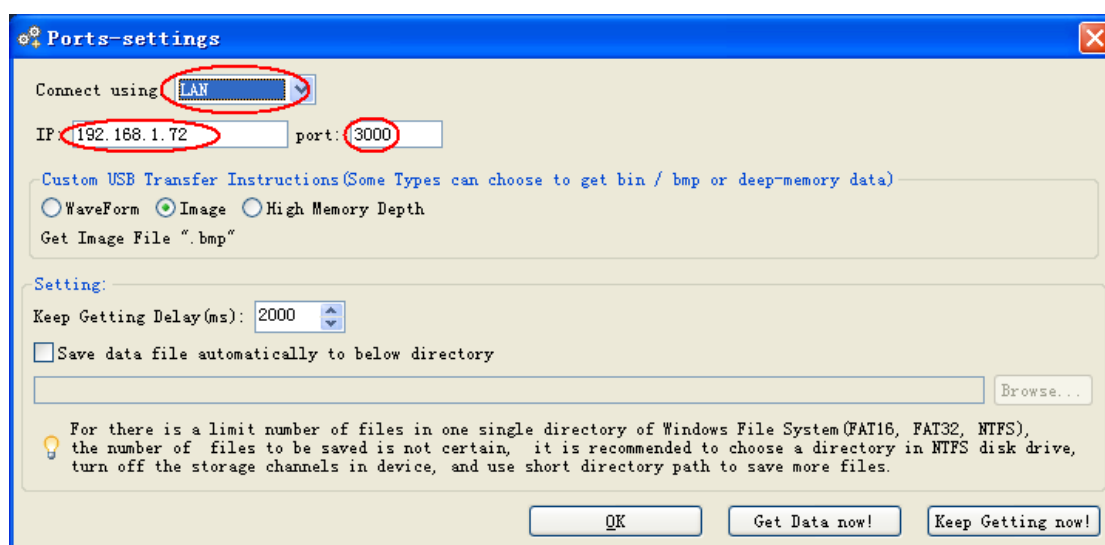 Ports-settings
Connect using LAN
IP: 192.168.1.72 port: 3000
Custom USB Transfer Instructions(Some Types can choose to get bin / bmp or deep-memory data)
WaveForm Image High Memory Depth
Get Image File ".bmp"
Setting:
Keep Getting Delay(ms): 2000
Save data file automatically to below directory
Browse...
For there is a limit number of files in one single directory of Windows File System(FAT16, FAT32, NTFS),
the number of files to be saved is not certain, it is recommended to choose a directory in NTFS disk drive,
turn off the storage channels in device, and use short directory path to save more files.
OK Get Data now! Keep Getting now!